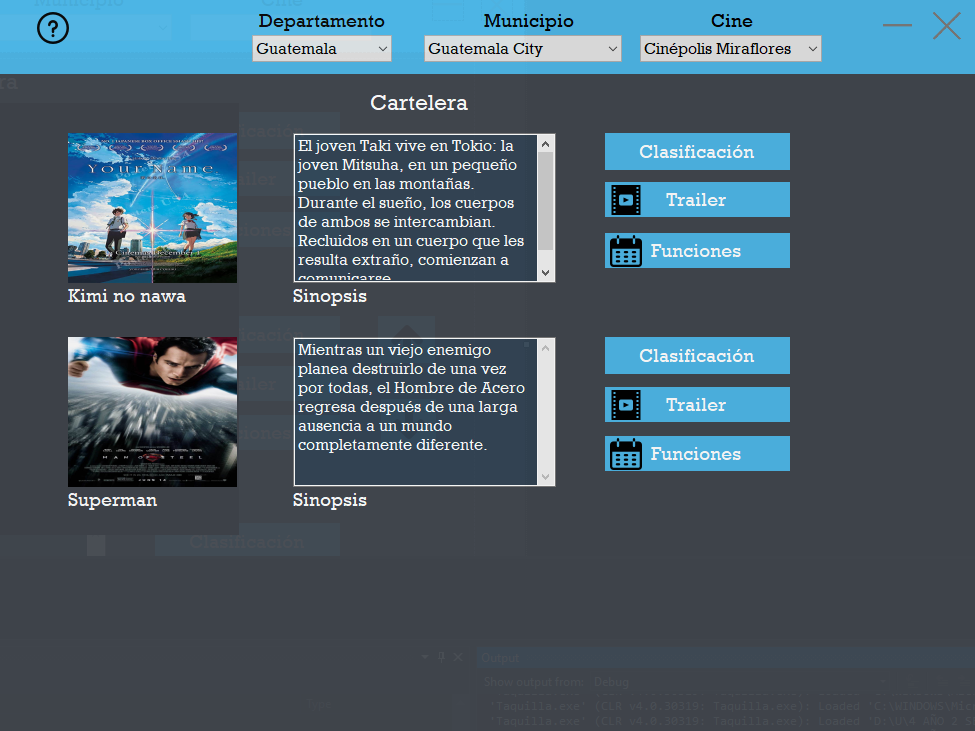 Departamento
Municipio
Cine
Guatemala
Guatemala City
Cinépolis Miraflores
Cartelera
YOUR NAME.
El joven Taki vive en Tokio: la
joven Mitsuha, en un pequeño
pueblo en las montañas.
Durante el sueño, los cuerpos
de ambos se intercambian.
Recluidos en un cuerpo que les
resulta extraño, comienzan a
comunicarse
Clasificación
Trailer
Funciones
Kimi no nawa
Sinopsis
MAN OF STEEL
Mientras un viejo enemigo
planea destruirlo de una vez
por todas, el Hombre de Acero
regresa después de una larga
ausencia a un mundo
completamente diferente.
Clasificación
Trailer
Funciones
Superman
Sinopsis
Clasificación
Output
Show output from: Debug
'Taquilla.exe' (CLR v4.0.30319: Taquilla.exe): Loaded
'Taquilla.exe' (CLR v4.0.30319: Taquilla.exe): Loaded